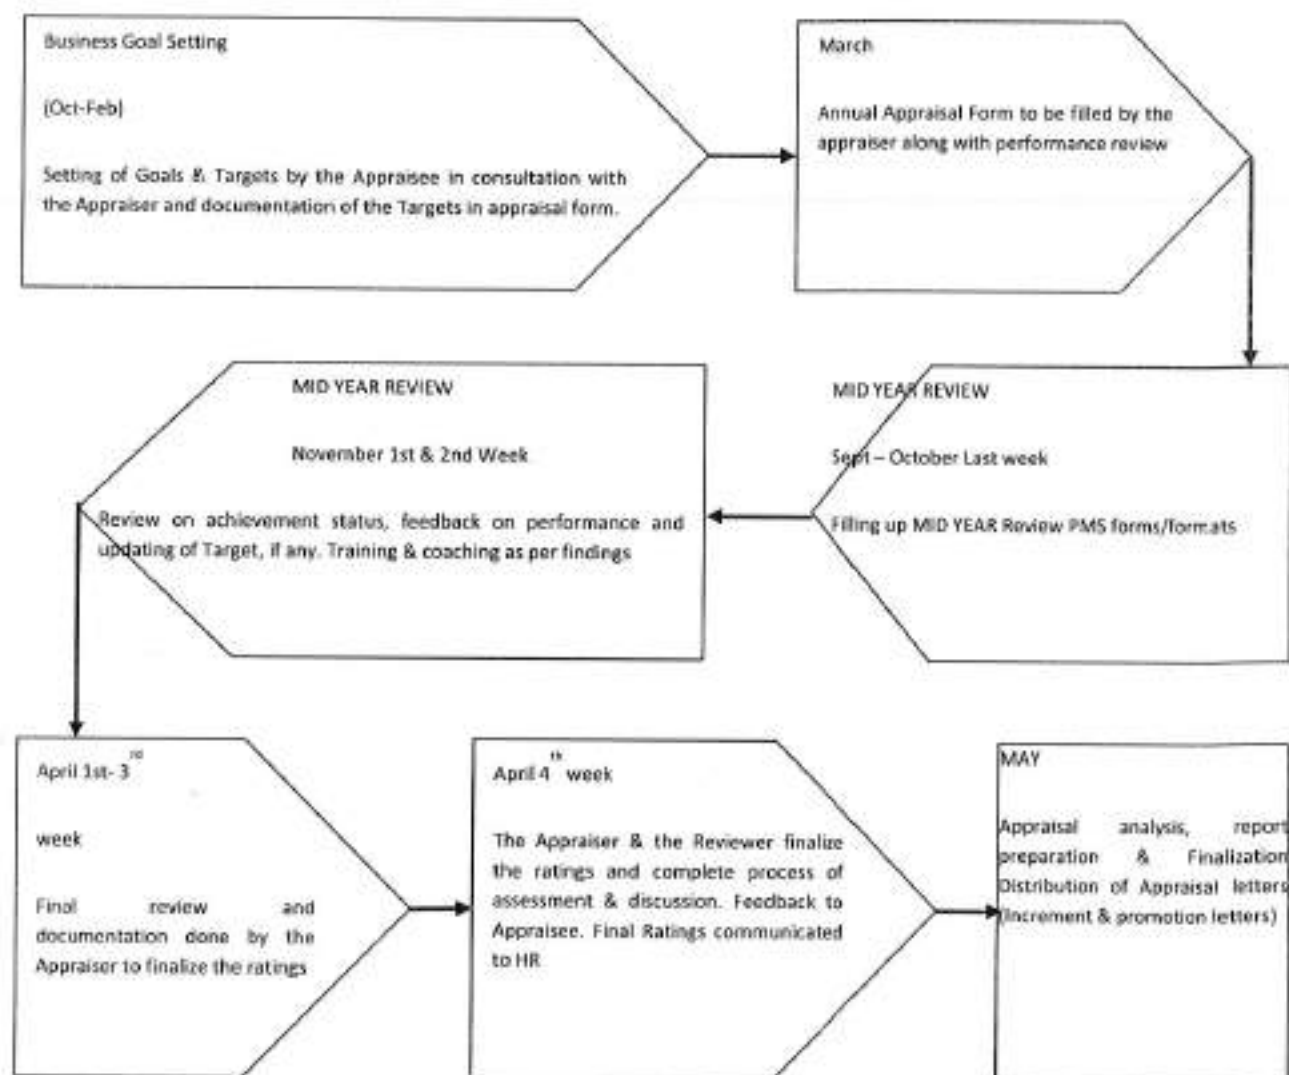 Business Goal Setting
(Oct-Feb)
Setting of Goals & Targets by the Appraisee in consultation with
the Appraiser and documentation of the Targets in appraisal form.
March
Annual Appraisal Form to be filled by the
appraiser along with performance review
MID YEAR REVIEW
Sept – October Last week
Filling up MID YEAR Review PMS forms/formats
MID YEAR REVIEW
November 1st & 2nd Week
Review on achievement status, feedback on performance and
updating of Target, if any. Training & coaching as per findings
April 1st- 3rd
week
Final review and
documentation done by the
Appraiser to finalize the ratings
April 4th week
The Appraiser & the Reviewer finalize
the ratings and complete process of
assessment & discussion. Feedback to
Appraisee. Final Ratings communicated
to HR
MAY
Appraisal analysis, report
preparation & Finalization
Distribution of Appraisal letters
(Increment & promotion letters)